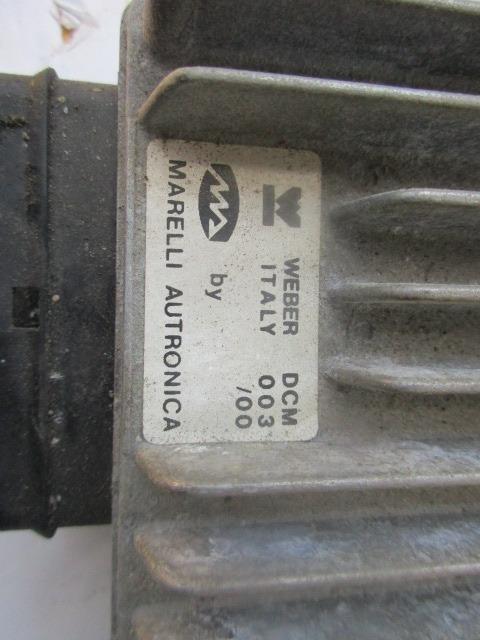 WEBER DCM
ITALY 003
/00
by
MARELLI AUTRONICA